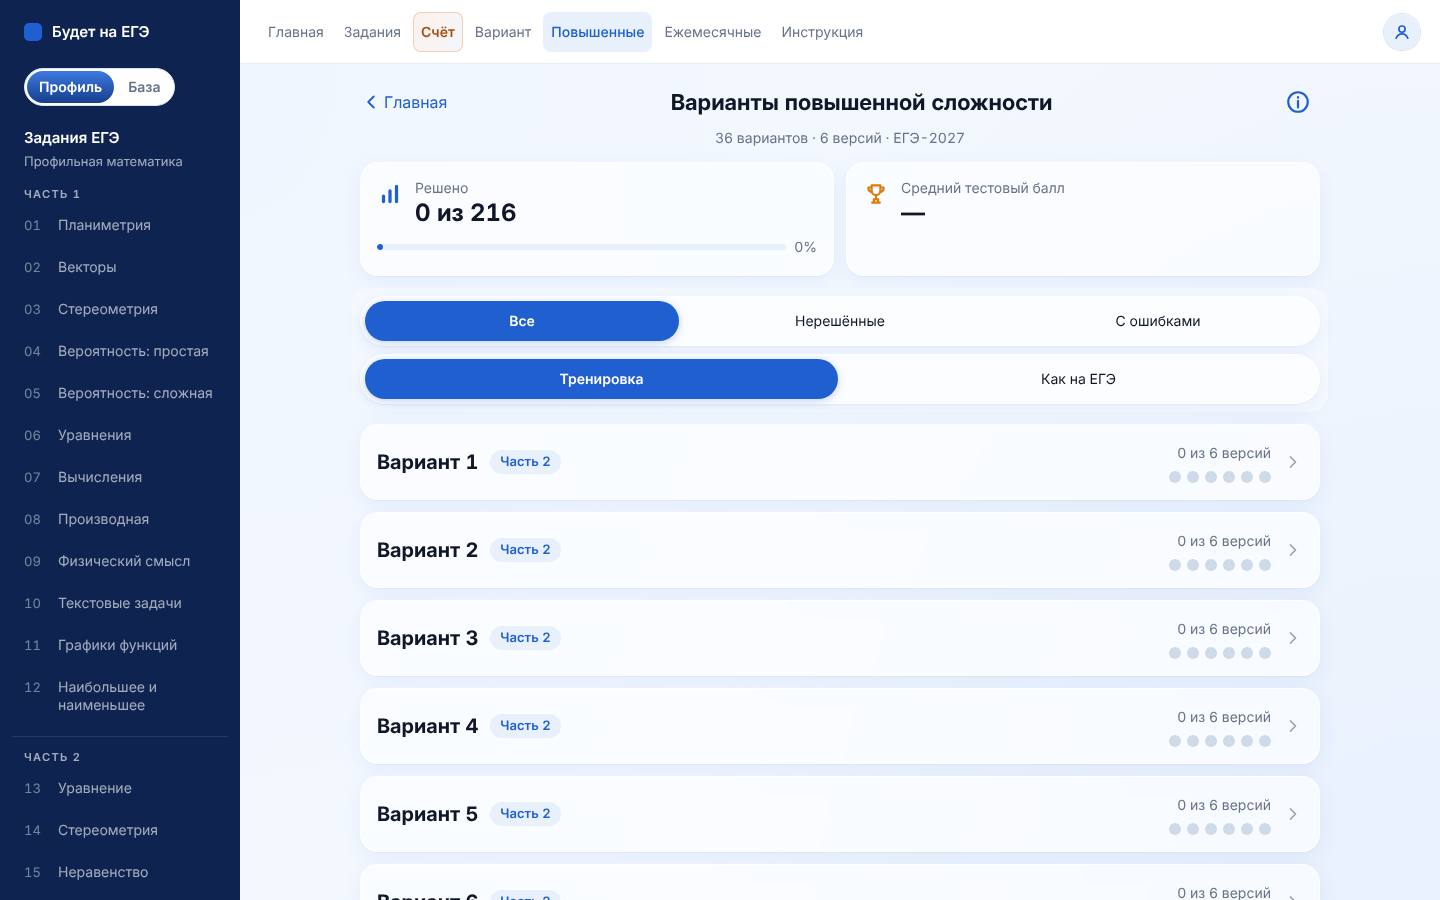 Будет на ЕГЭ
Профиль
База
Задания ЕГЭ
Профильная математика
ЧАСТЬ 1
01 Планиметрия
02 Векторы
03 Стереометрия
04 Вероятность: простая
05 Вероятность: сложная
06 Уравнения
07 Вычисления
08 Производная
09 Физический смысл
10 Текстовые задачи
11 Графики функций
12 Наибольшее и
наименьшее
ЧАСТЬ 2
13 Уравнение
14 Стереометрия
15 Неравенство
Главная Задания Счёт Вариант Повышенные Ежемесячные Инструкция
Главная
Варианты повышенной сложности
36 вариантов · 6 версий · ЕГЭ-2027
Решено
0 из 216
0%
Средний тестовый балл
—
Все Нерешённые С ошибками
Тренировка Как на ЕГЭ
Вариант 1 Часть 2 0 из 6 версий
Вариант 2 Часть 2 0 из 6 версий
Вариант 3 Часть 2 0 из 6 версий
Вариант 4 Часть 2 0 из 6 версий
Вариант 5 Часть 2 0 из 6 версий
Вариант 6 Часть 2 0 из 6 версий